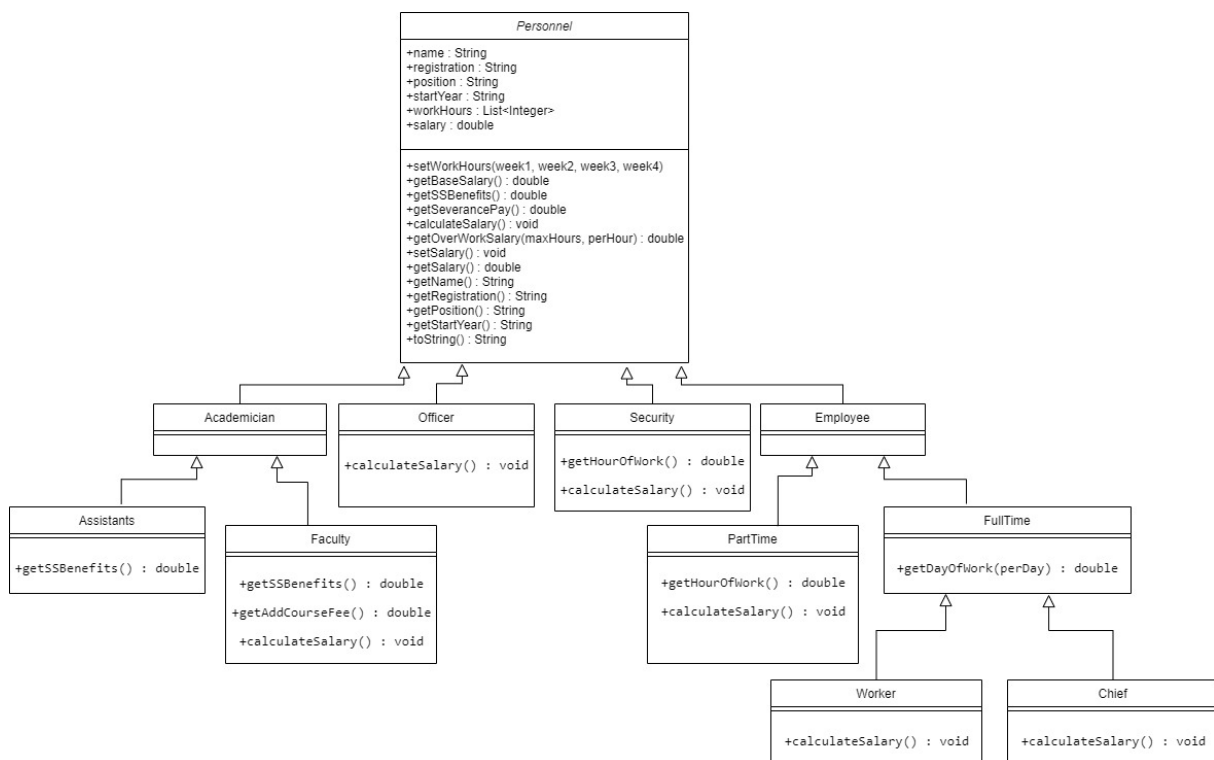 Personnel
+name : String
+registration : String
+position : String
+startYear : String
+workHours : List<Integer>
+salary : double
+setWorkHours(week1, week2, week3, week4)
+getBaseSalary() : double
+getSSBenefits() : double
+getSeverancePay() : double
+calculateSalary() : void
+getOverWorkSalary(maxHours, perHour) : double
+setSalary() : void
+getSalary() : double
+getName() : String
+getRegistration() : String
+getPosition() : String
+getStartYear() : String
+toString() : String
Academician
Officer
+calculateSalary() : void
Security
+getHourOfWork() : double
+calculateSalary() : void
Employee
Assistants
+getSSBenefits() : double
Faculty
+getSSBenefits() : double
+getAddCourseFee() : double
+calculateSalary() : void
PartTime
+getHourOfWork() : double
+calculateSalary() : void
FullTime
+getDayOfWork(perDay) : double
Worker
+calculateSalary() : void
Chief
+calculateSalary() : void